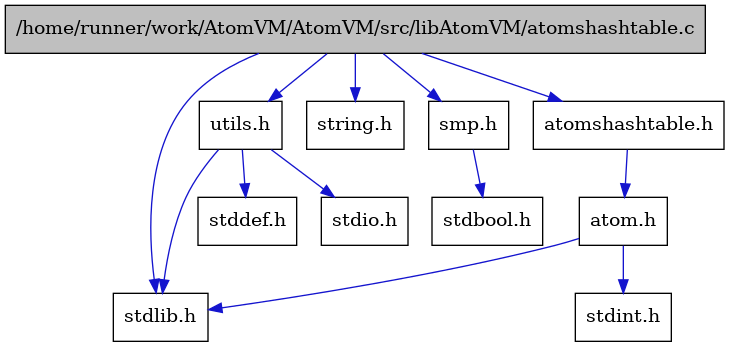 /home/runner/work/AtomVM/AtomVM/src/libAtomVM/atomshashtable.c
utils.h
string.h
smp.h
atomshashtable.h
stddef.h
stdio.h
stdbool.h
atom.h
stdlib.h
stdint.h